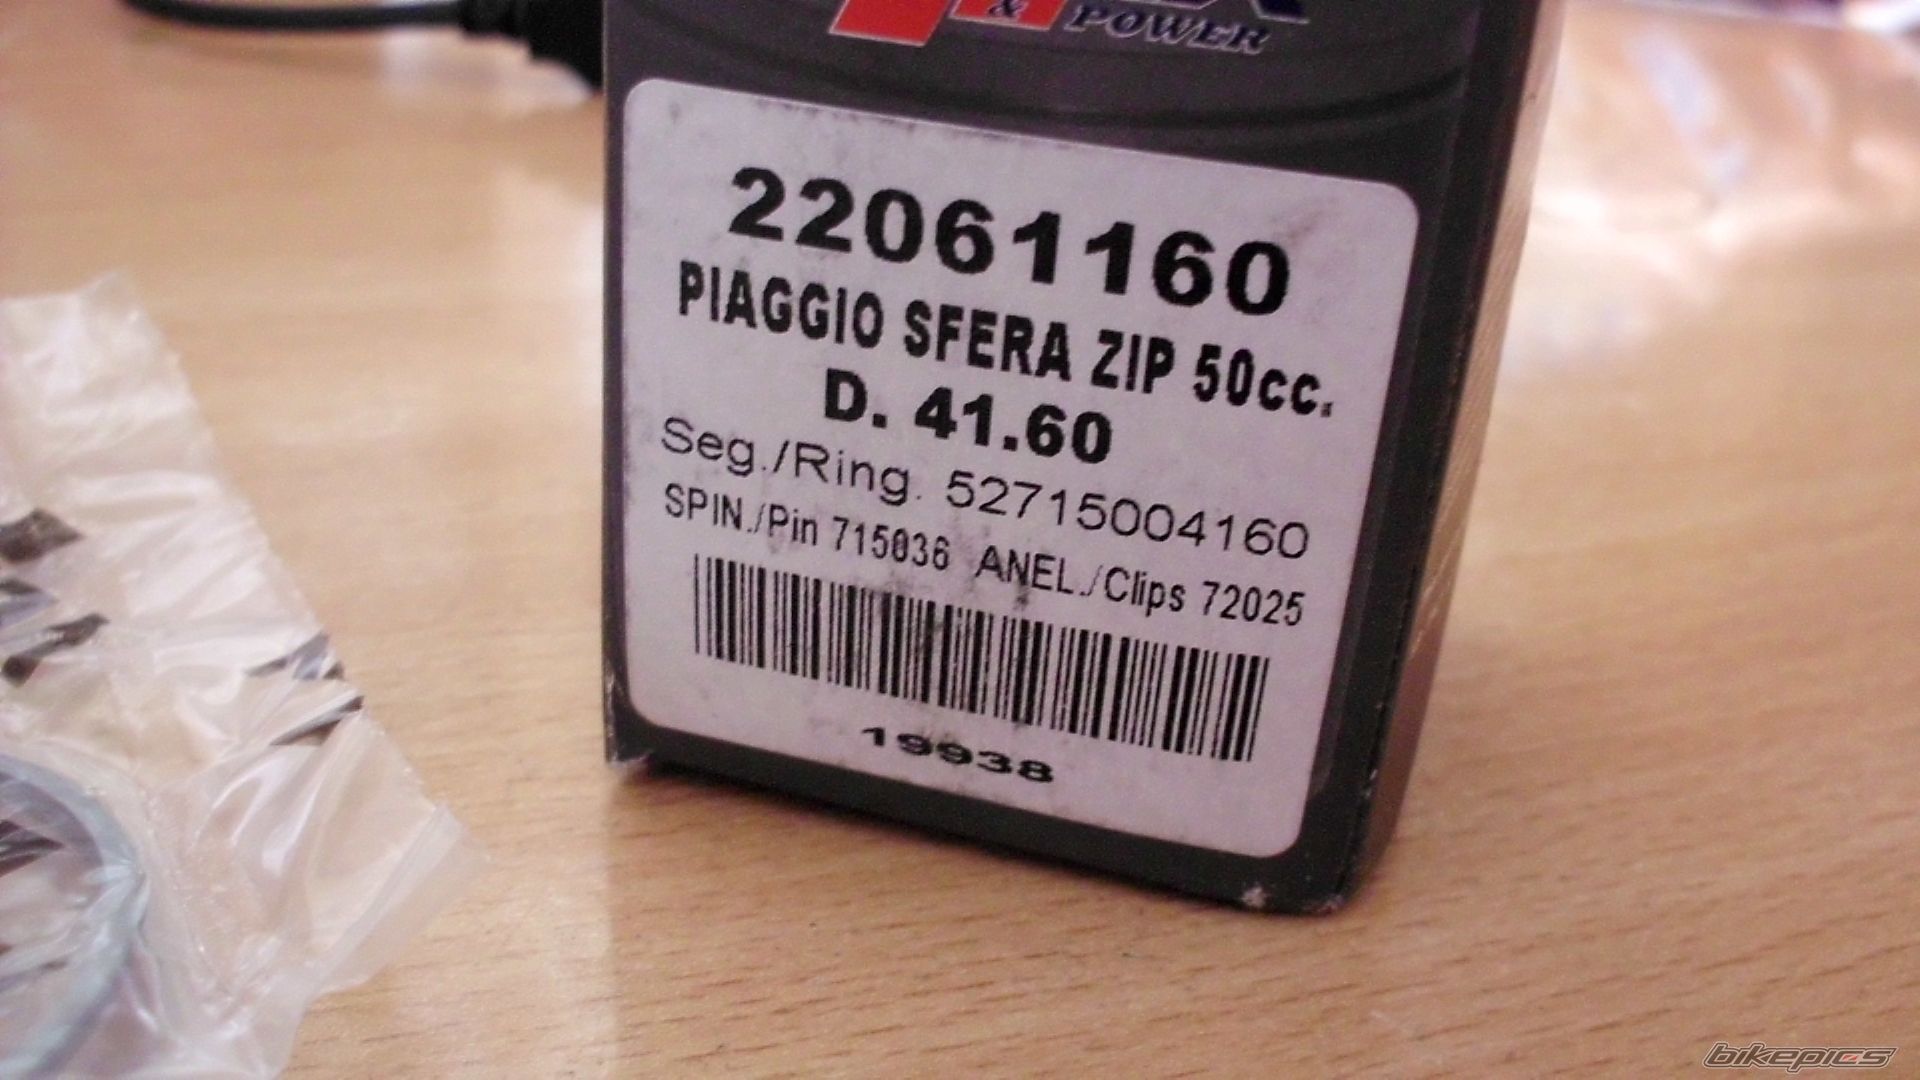 & POWER
22061160
PIAGGIO SFERA ZIP 50cc.
D. 41.60
Seg./Ring. 52715004160
SPIN./Pin 715036 ANEL./Clips 72025
19938
bikepics